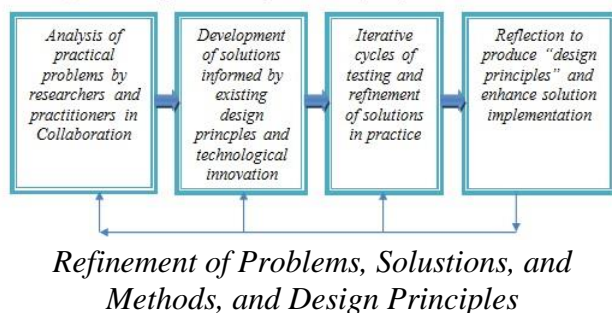 Analysis of
practical
problems by
researchers and
practitioners in
Collaboration
Development
of solutions
informed by
existing
design
princples and
technological
innovation
Iterative
cycles of
testing and
refinement
of solutions
in practice
Reflection to
produce “design
principles” and
enhance solution
implementation
Refinement of Problems, Solustions, and
Methods, and Design Principles